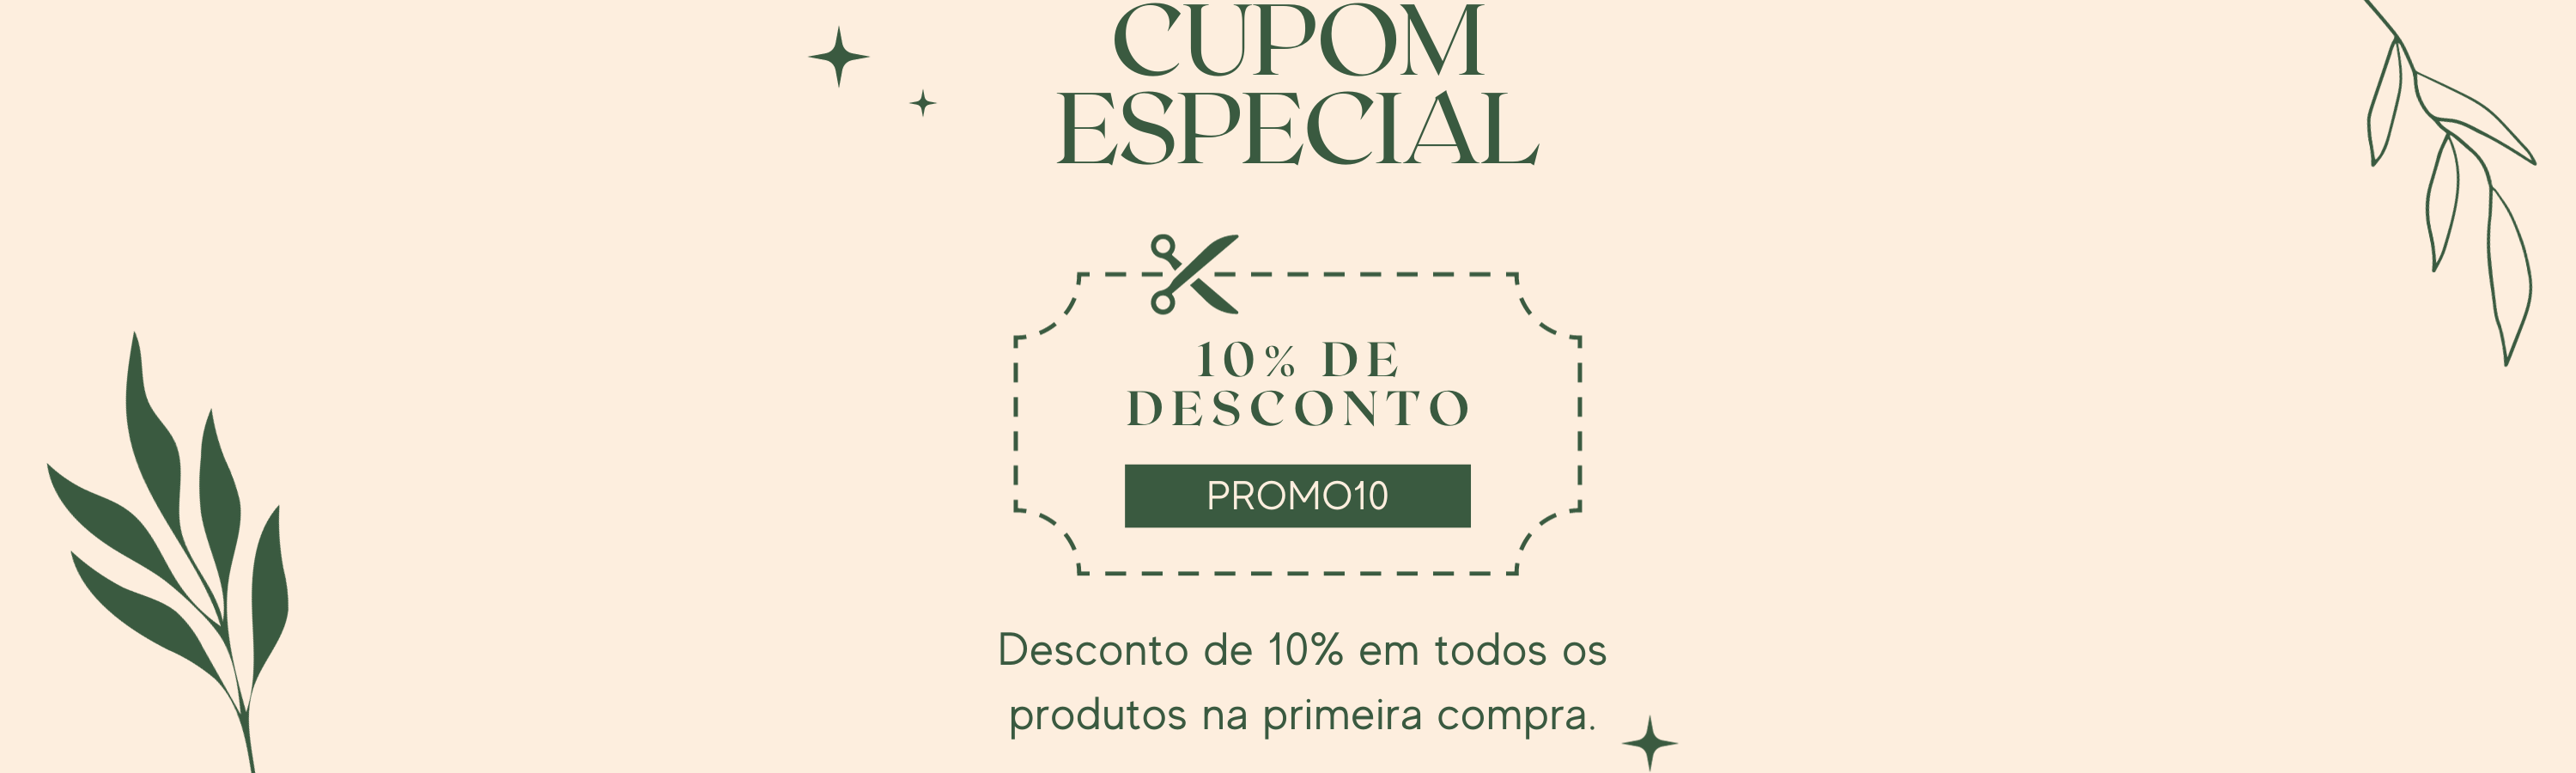 CUPOM
ESPECIAL
10% DE
DESCONTO
PROMO10
Desconto de 10% em todos os
produtos na primeira compra.